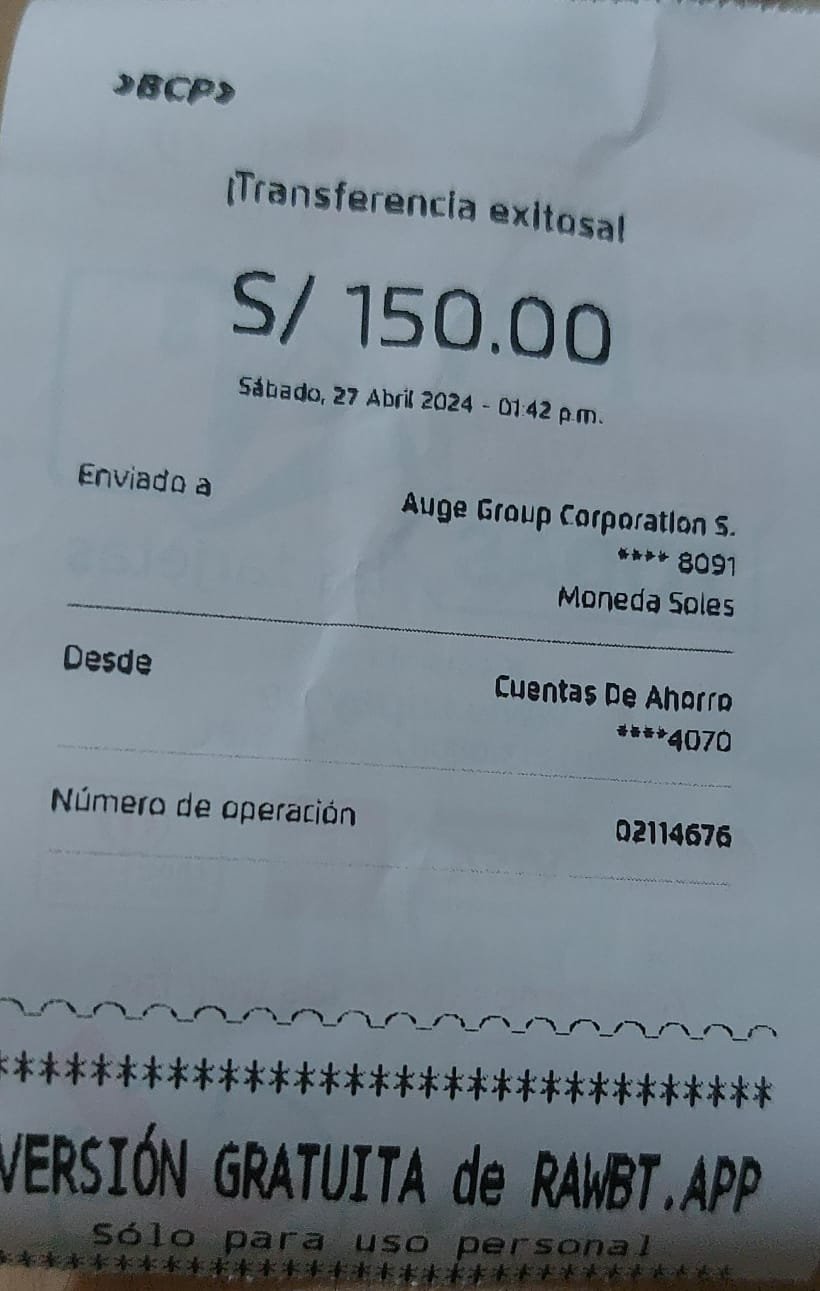 »BCP»
¡Transferencia exitosa!
S/ 150.00
Sábado, 27 Abril 2024 - 01:42 p.m.
Enviado a
Auge Group Corporation S.
**** 8091
Moneda Soles
Desde
Cuentas De Ahorro
****4070
Número de operación
02114676
*******************************
VERSIÓN GRATUITA de RAWBT.APP
Sólo para uso personal
*******************************